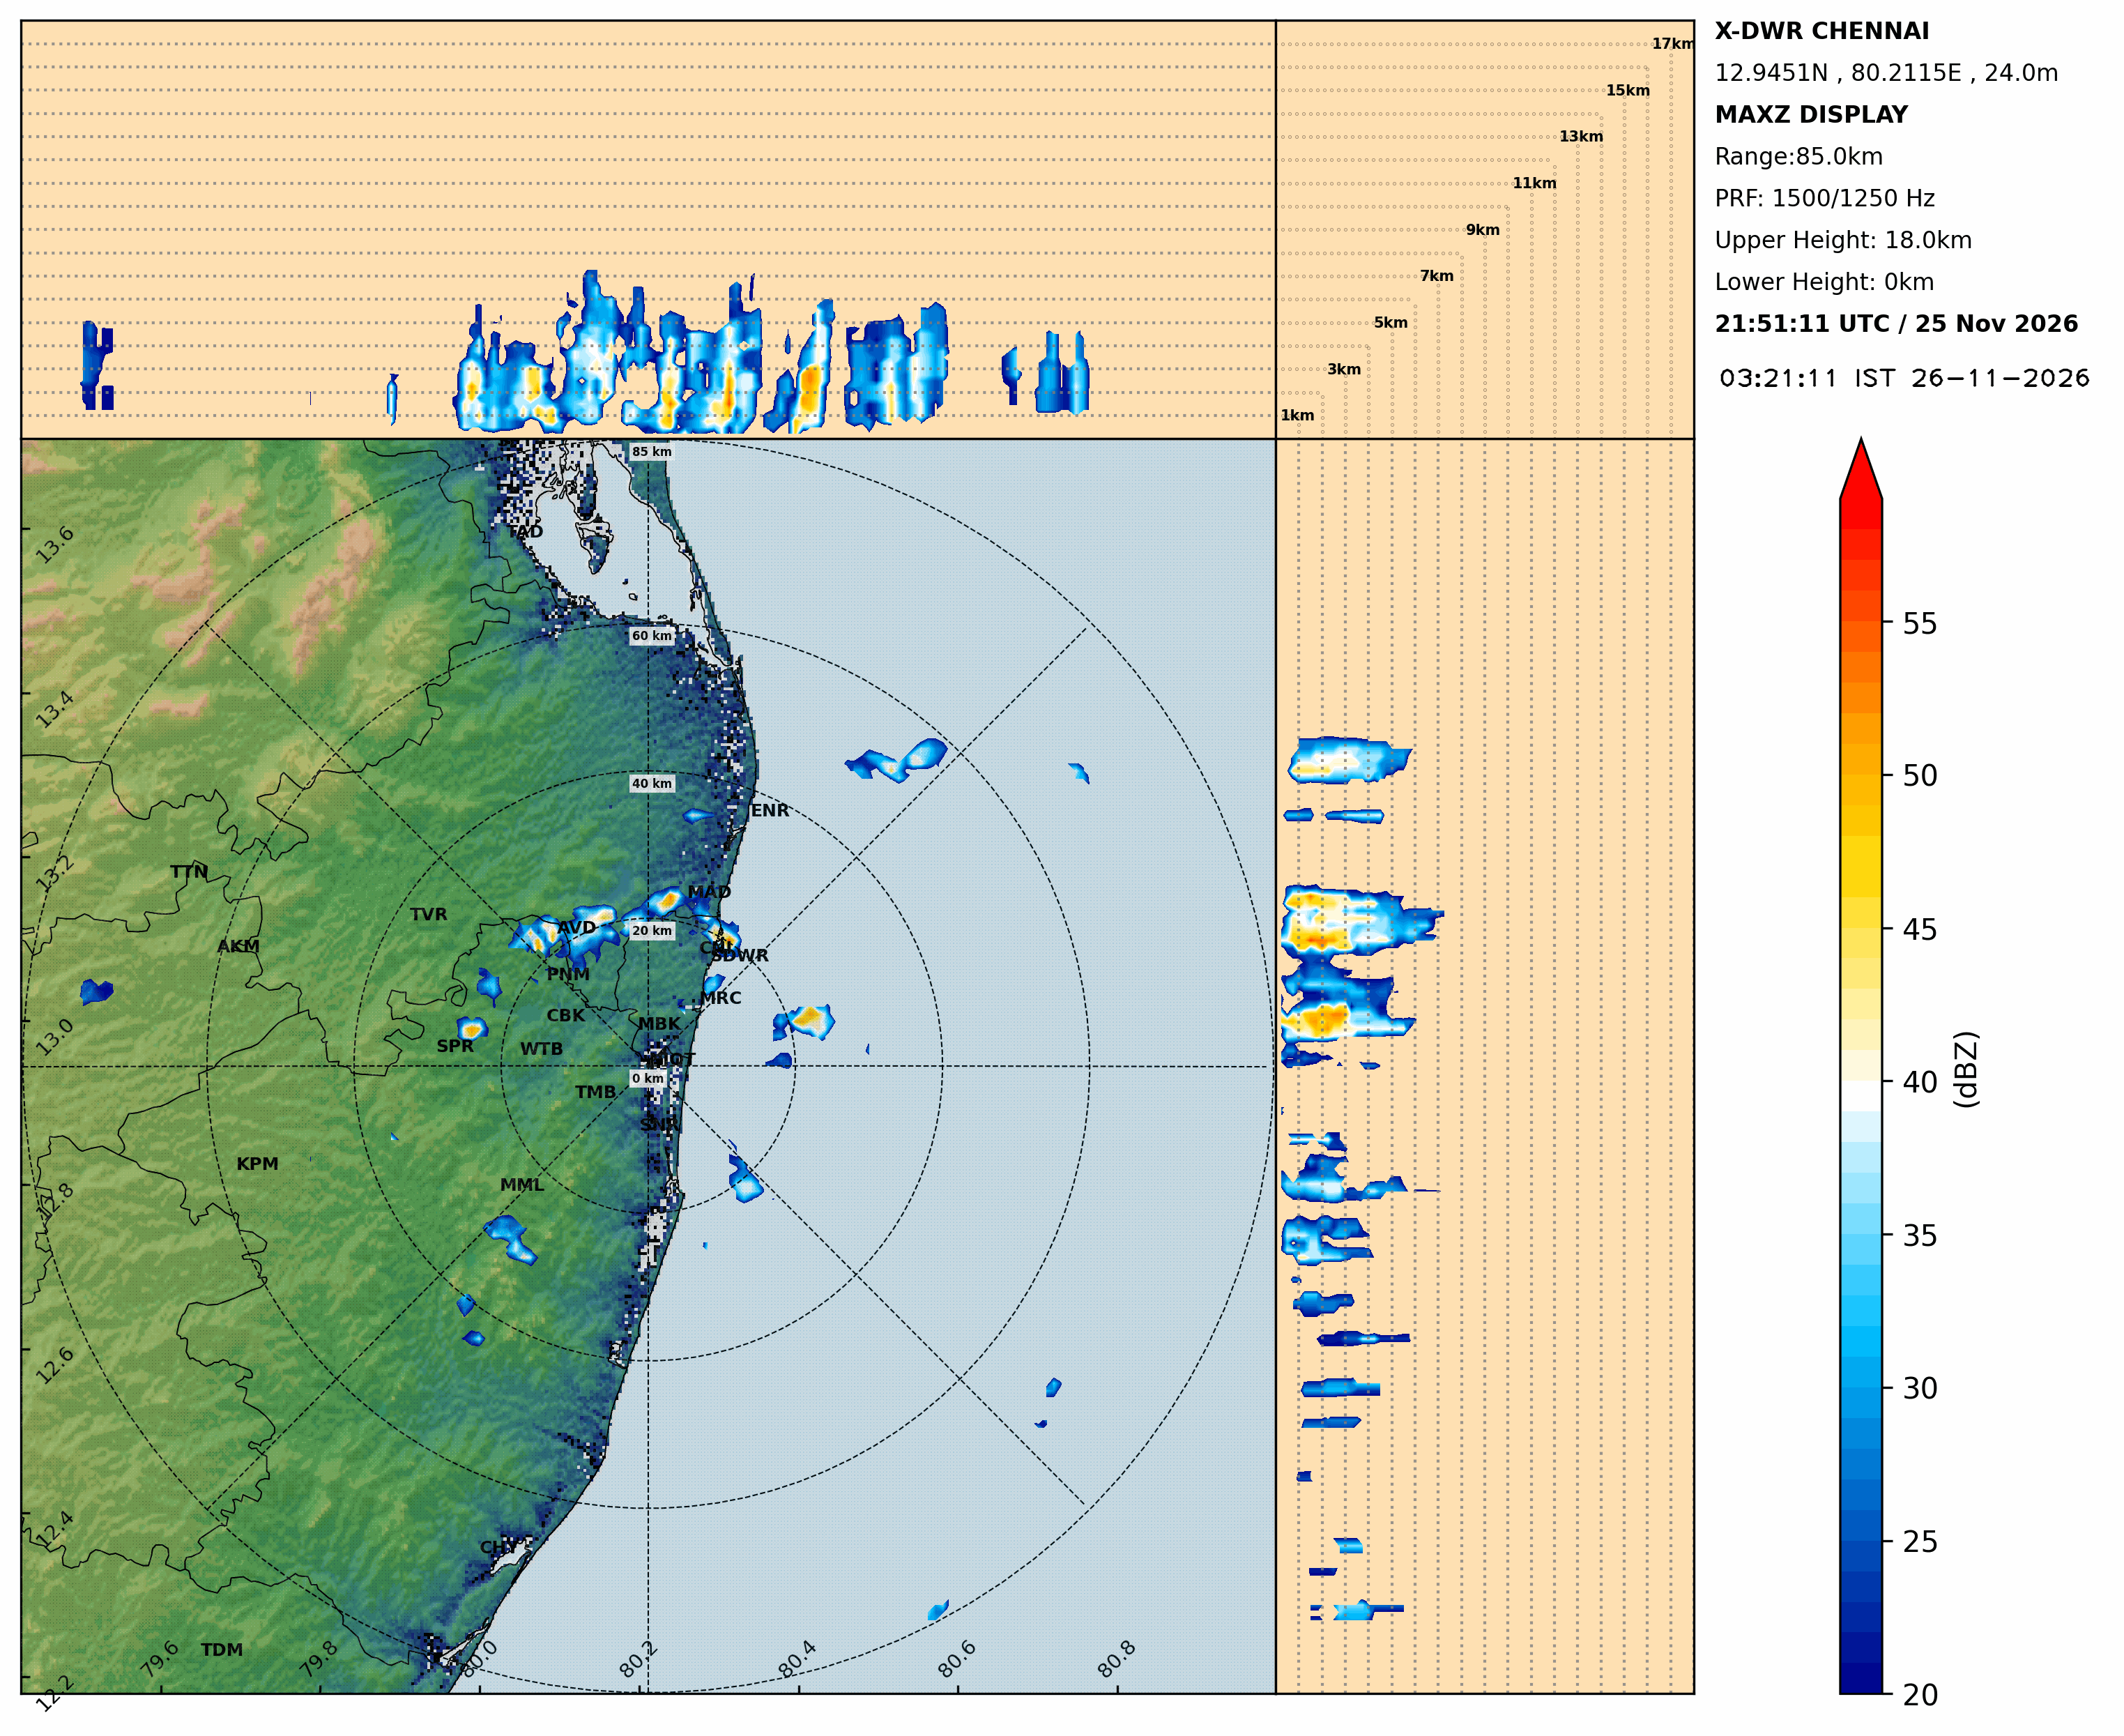 X-DWR CHENNAI
12.9451N , 80.2115E , 24.0m
MAXZ DISPLAY
Range:85.0km
PRF: 1500/1250 Hz
Upper Height: 18.0km
Lower Height: 0km
21:51:11 UTC / 25 Nov 2026
03:21:11 IST 26-11-2026
17km
15km
13km
11km
9km
7km
5km
3km
1km
85 km
TAD
13.6
60 km
13.4
40 km
ENR
13.2
TTN
MAD
TVR
AVD
20 km
AKM
CNI
SDWR
PNM
MRC
13.0
CBK
MBK
SPR
WTB
MOT
0 km
TMB
SNR
KPM
MML
12.8
12.6
12.4
CHY
TDM
12.2
79.6
79.8
80.0
80.2
80.4
80.6
80.8
55
50
45
40
35
30
25
20
(dBZ)